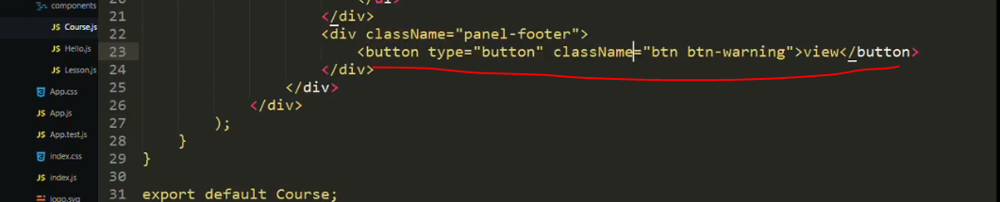 components
JS Course.js
JS Hello.js
JS Lesson.js
App.css
JS App.js
JS App.test.js
index.css
JS index.js
logo.svg
21 </div>
22 <div className="panel-footer">
23 <button type="button" className="btn btn-warning">view</button>
24 </div>
25 </div>
26 </div>
27 );
28 }
29 }
30
31 export default Course;